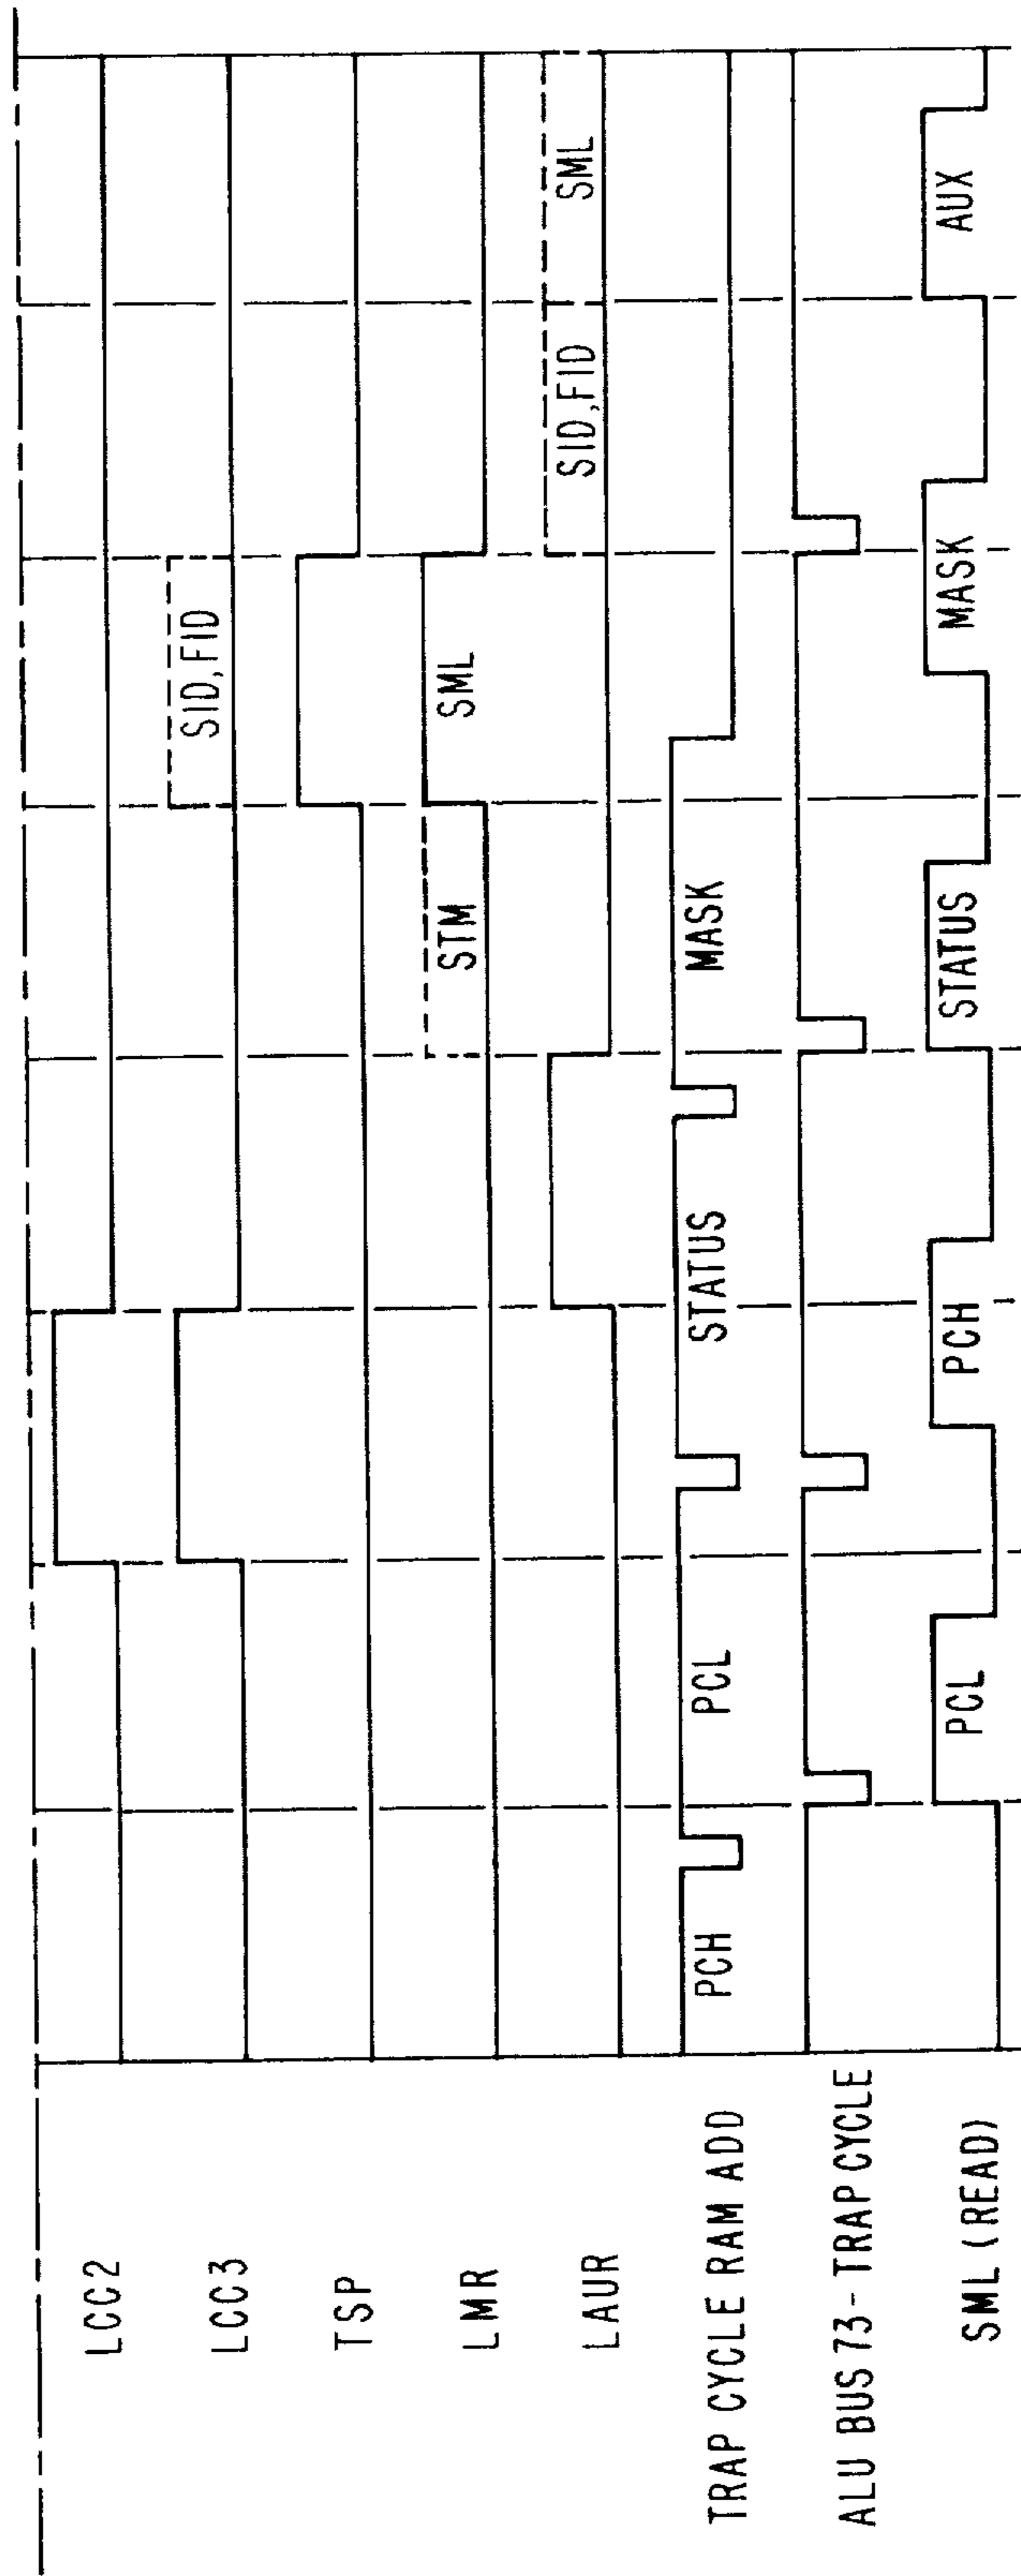 LCC2
LCC3 SID,FID
TSP
LMR STM SML
LAUR SID,FID SML
TRAP CYCLE RAM ADD PCH PCL STATUS MASK
ALU BUS 73-TRAP CYCLE
SML (READ) PCL PCH STATUS MASK AUX